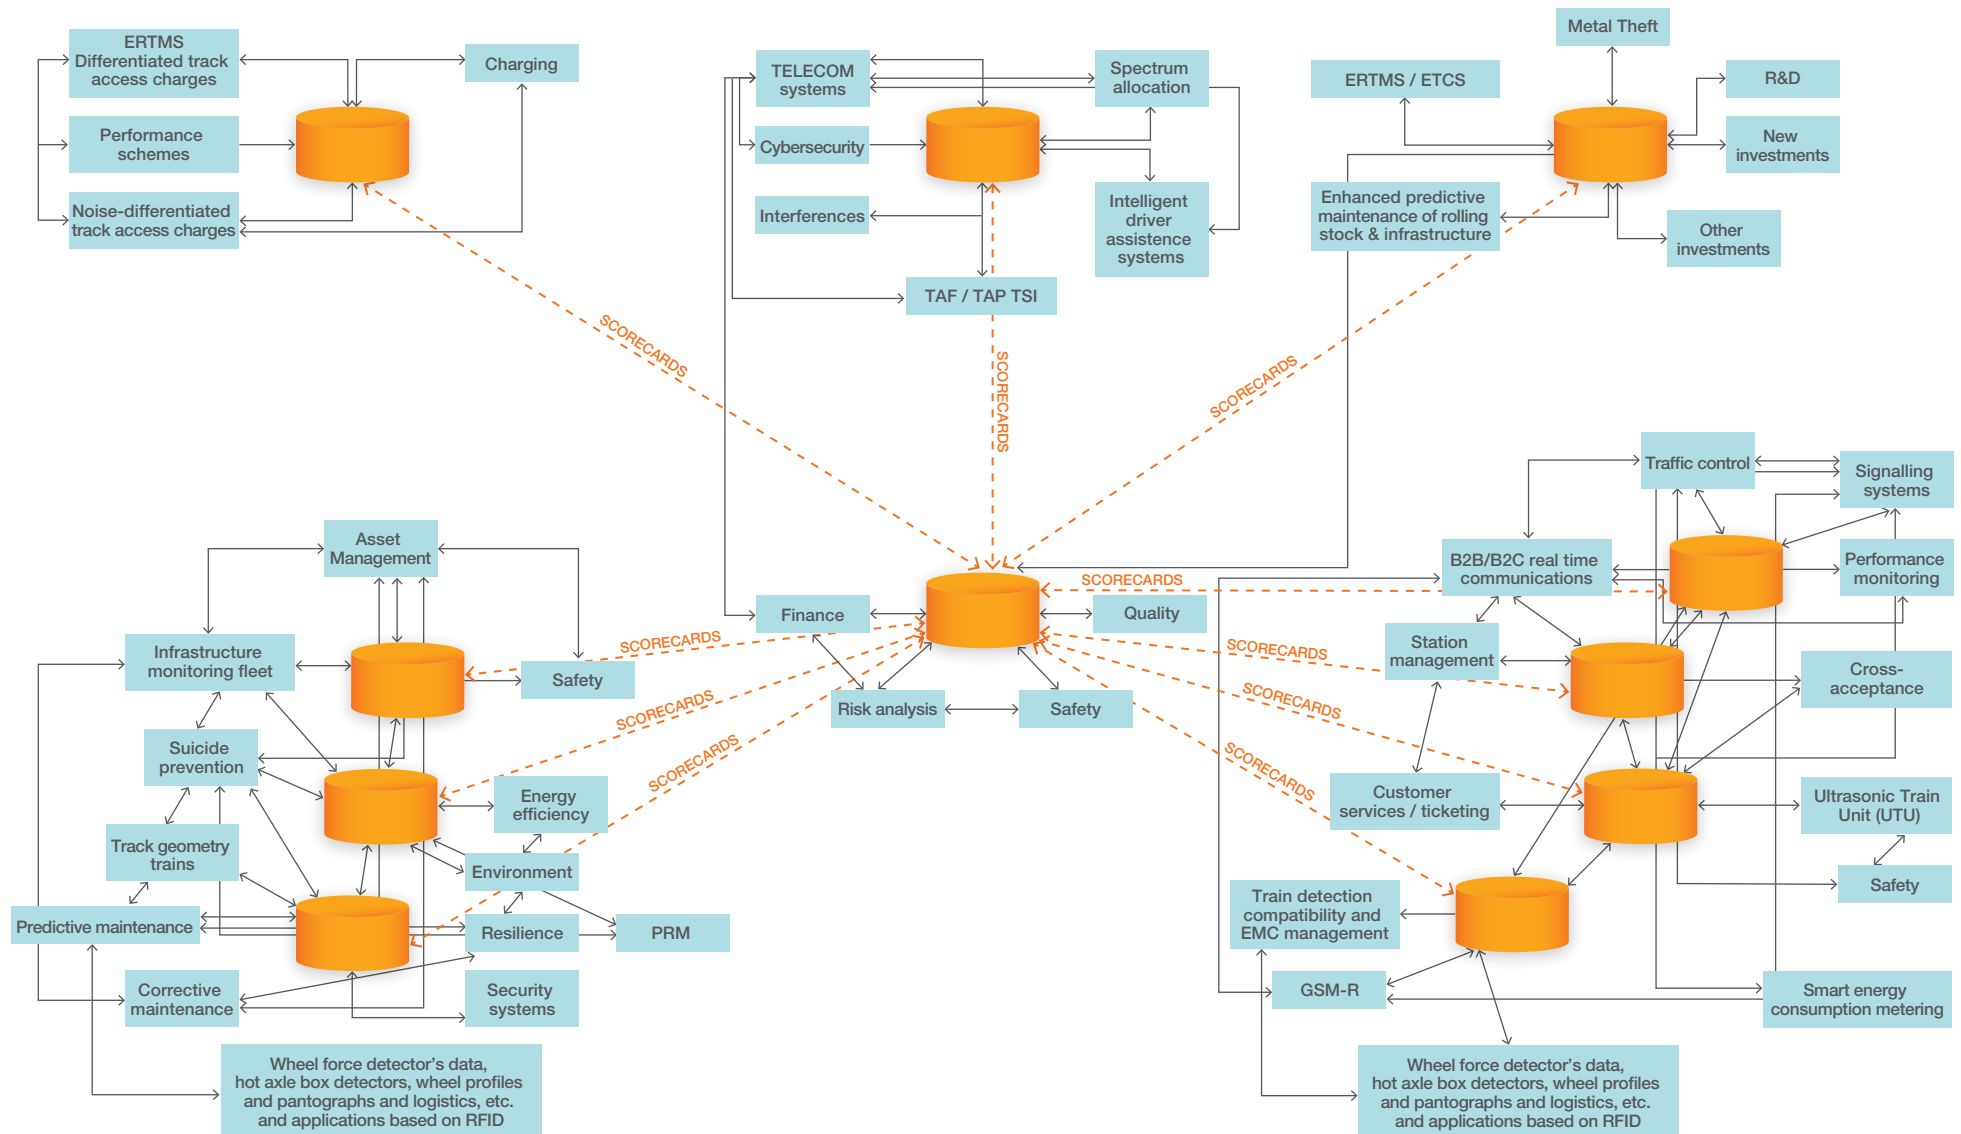 ERTMS
Differentiated track
access charges
Charging
Performance
schemes
Noise-differentiated
track access charges
TELECOM
systems
Spectrum
allocation
Cybersecurity
Interferences
Intelligent
driver
assistence
systems
TAF / TAP TSI
Metal Theft
ERTMS / ETCS
R&D
New
investments
Enhanced predictive
maintenance of rolling
stock & infrastructure
Other
investments
SCORECARDS
SCORECARDS
SCORECARDS
Asset
Management
Infrastructure
monitoring fleet
Safety
Suicide
prevention
Energy
efficiency
Track geometry
trains
Environment
Predictive maintenance
Resilience
PRM
Corrective
maintenance
Security
systems
Wheel force detector's data,
hot axle box detectors, wheel profiles
and pantographs and logistics, etc.
and applications based on RFID
SCORECARDS
SCORECARDS
SCORECARDS
Finance
Quality
Risk analysis
Safety
SCORECARDS
SCORECARDS
SCORECARDS
SCORECARDS
Traffic control
Signalling
systems
B2B/B2C real time
communications
Performance
monitoring
Station
management
Cross-
acceptance
Customer
services / ticketing
Ultrasonic Train
Unit (UTU)
Safety
Train detection
compatibility and
EMC management
GSM-R
Smart energy
consumption metering
Wheel force detector's data,
hot axle box detectors, wheel profiles
and pantographs and logistics, etc.
and applications based on RFID